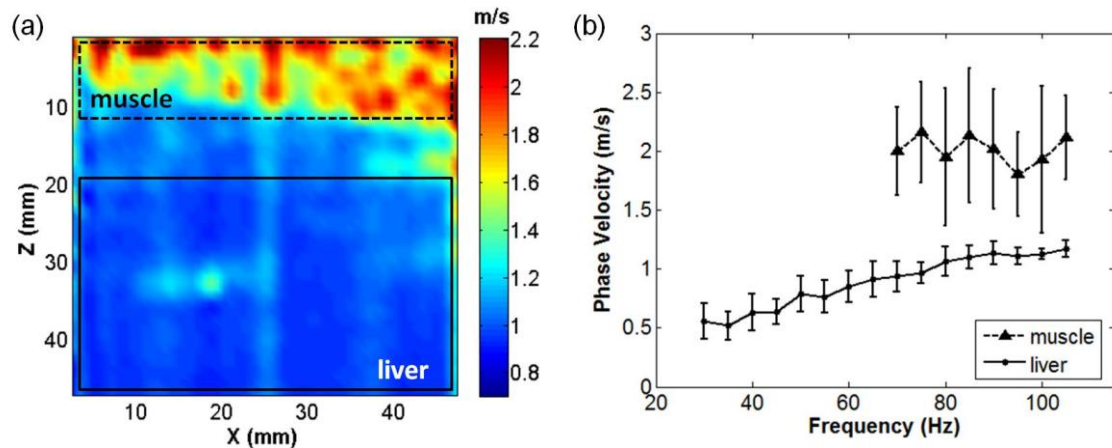 (a)
m/s
2.2
2
1.8
1.6
1.4
1.2
1
0.8
muscle
liver
10
20
30
40
Z (mm)
10 20 30 40
X (mm)
(b)
3
2.5
2
1.5
1
0.5
0
Phase Velocity (m/s)
muscle
liver
20 40 60 80 100
Frequency (Hz)